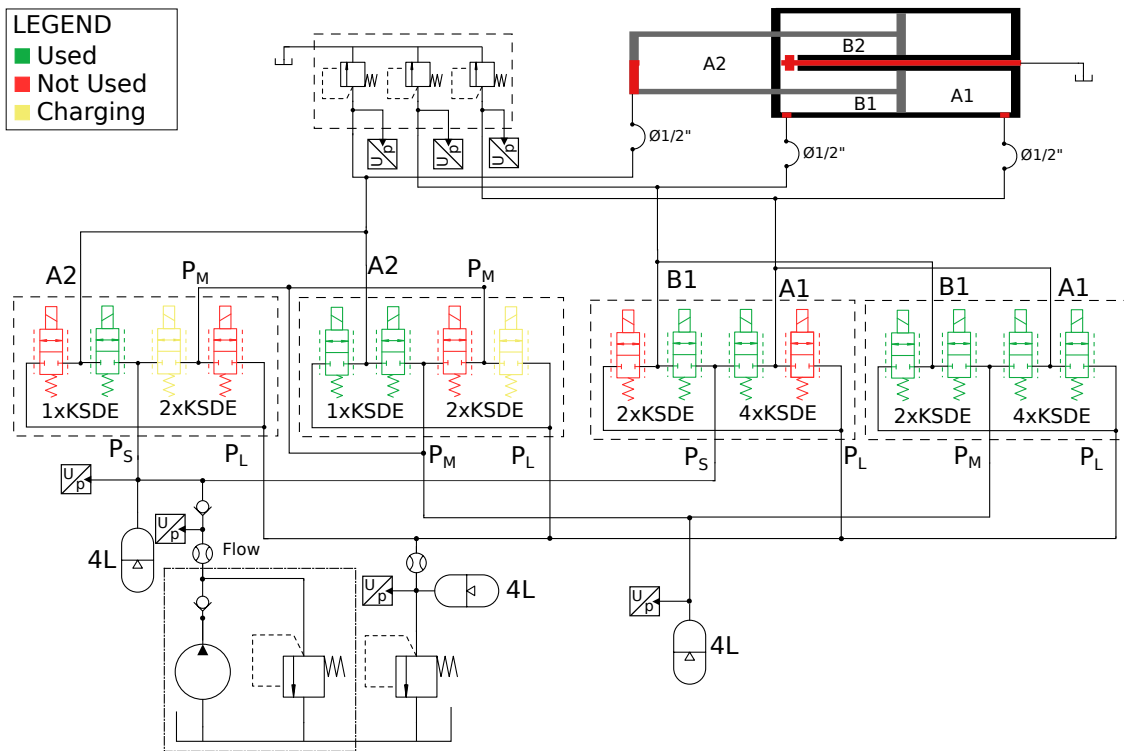 LEGEND
Used
Not Used
Charging
B2
A2
A1
B1
U/p
U/p
U/p
Ø1/2"
Ø1/2"
Ø1/2"
A2
PM
A2
PM
B1
A1
B1
A1
1xKSDE
2xKSDE
1xKSDE
2xKSDE
2xKSDE
4xKSDE
2xKSDE
4xKSDE
PS
PL
PM
PL
PS
PL
PM
PL
U/p
U/p
Flow
4L
U/p
4L
U/p
4L